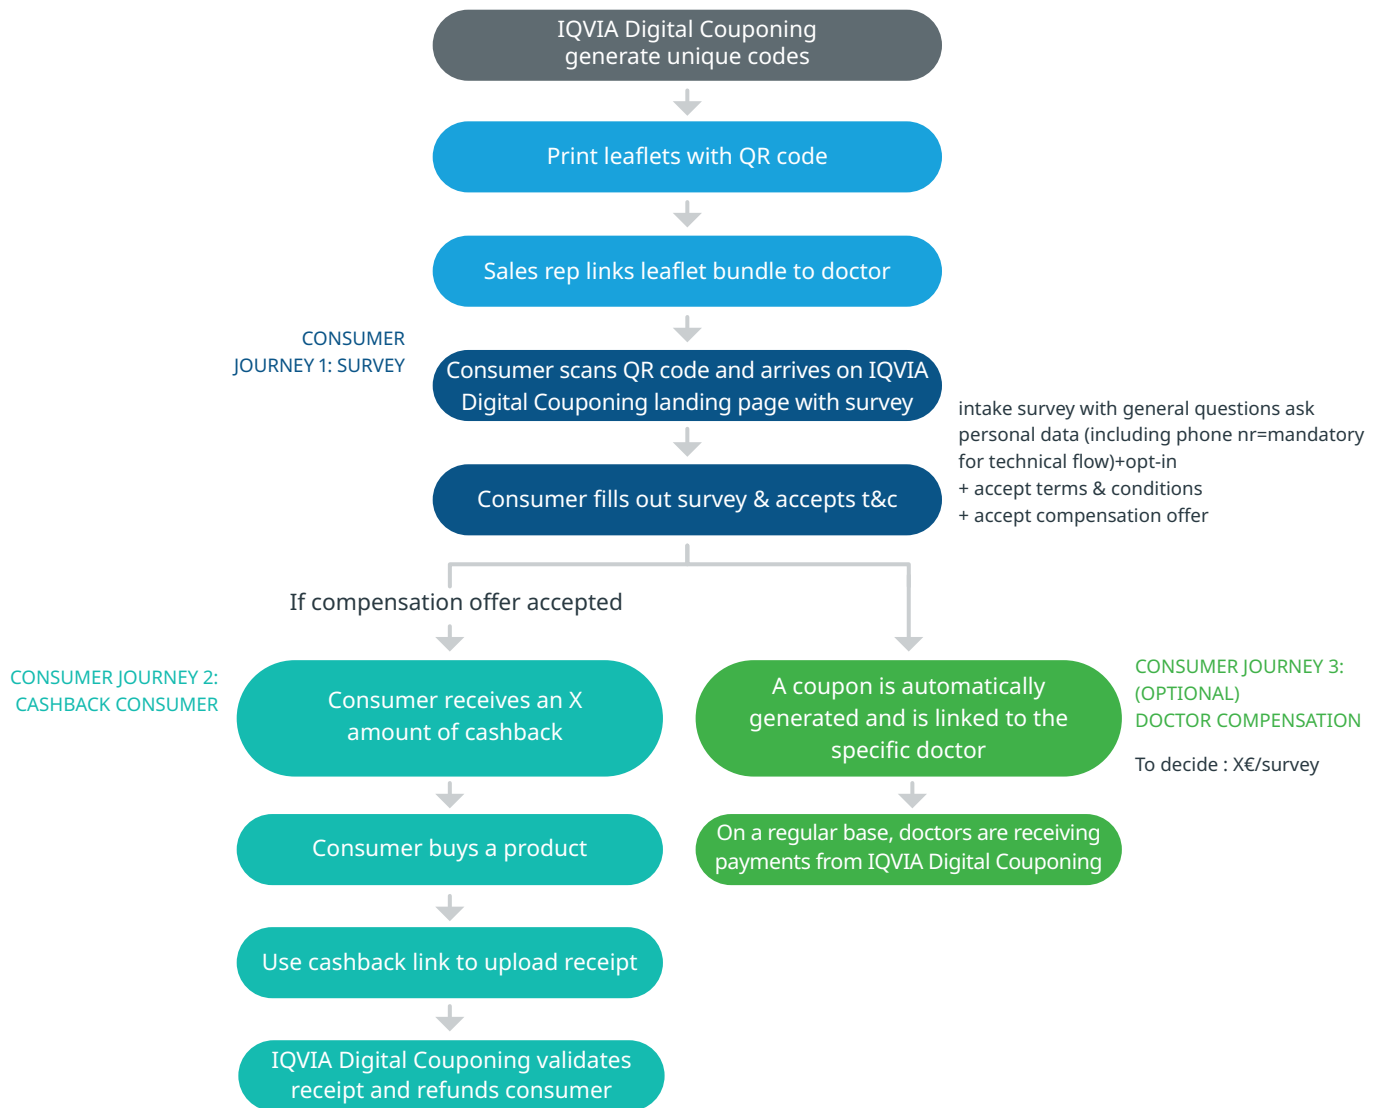 IQVIA Digital Couponing
generate unique codes
Print leaflets with QR code
Sales rep links leaflet bundle to doctor
CONSUMER
JOURNEY 1: SURVEY
Consumer scans QR code and arrives on IQVIA
Digital Couponing landing page with survey
intake survey with general questions ask
personal data (including phone nr=mandatory
for technical flow)+opt-in
+ accept terms & conditions
+ accept compensation offer
Consumer fills out survey & accepts t&c
If compensation offer accepted
CONSUMER JOURNEY 2:
CASHBACK CONSUMER
Consumer receives an X
amount of cashback
A coupon is automatically
generated and is linked to the
specific doctor
CONSUMER JOURNEY 3:
(OPTIONAL)
DOCTOR COMPENSATION
To decide : X€/survey
Consumer buys a product
On a regular base, doctors are receiving
payments from IQVIA Digital Couponing
Use cashback link to upload receipt
IQVIA Digital Couponing validates
receipt and refunds consumer